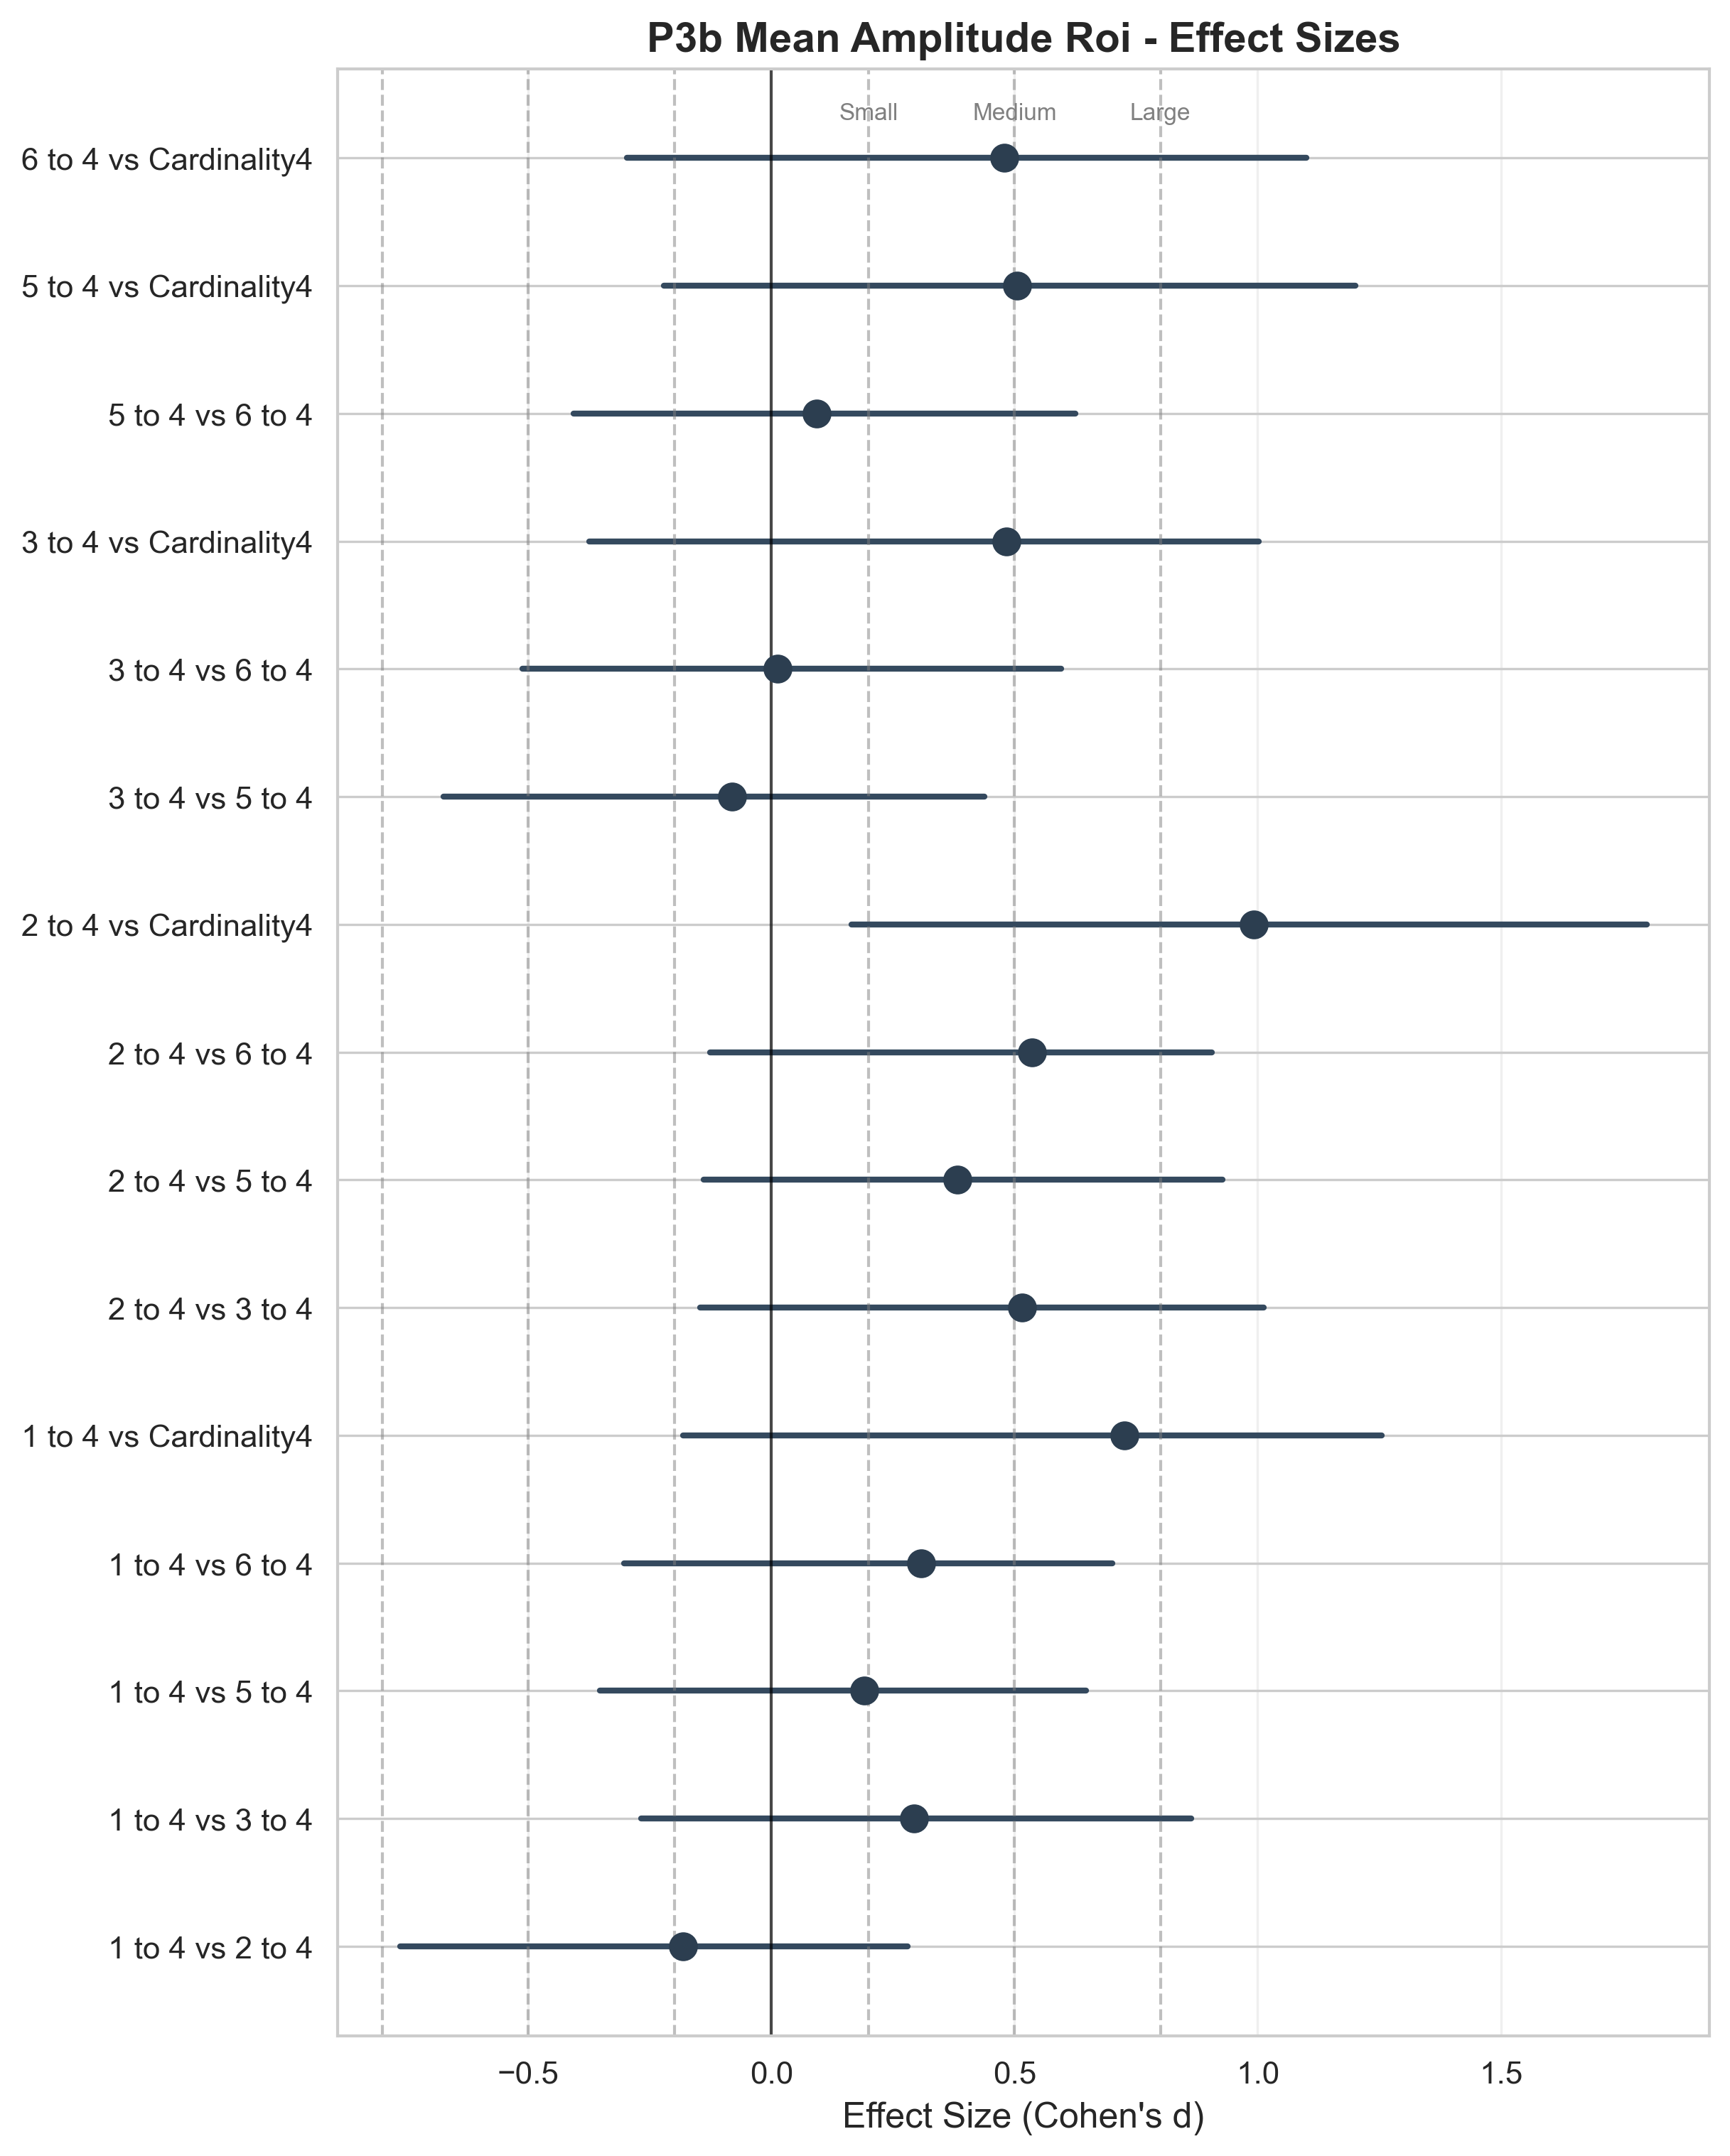 P3b Mean Amplitude Roi - Effect Sizes
Small Medium Large
6 to 4 vs Cardinality4
5 to 4 vs Cardinality4
5 to 4 vs 6 to 4
3 to 4 vs Cardinality4
3 to 4 vs 6 to 4
3 to 4 vs 5 to 4
2 to 4 vs Cardinality4
2 to 4 vs 6 to 4
2 to 4 vs 5 to 4
2 to 4 vs 3 to 4
1 to 4 vs Cardinality4
1 to 4 vs 6 to 4
1 to 4 vs 5 to 4
1 to 4 vs 3 to 4
1 to 4 vs 2 to 4
−0.5 0.0 0.5 1.0 1.5
Effect Size (Cohen's d)